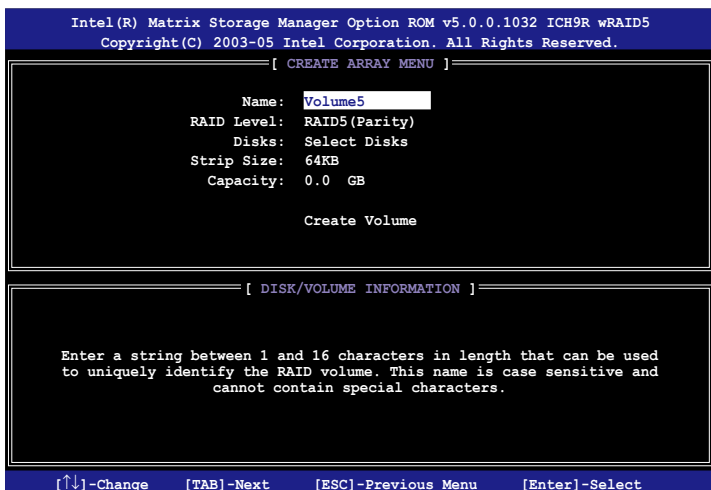 Intel(R) Matrix Storage Manager Option ROM v5.0.0.1032 ICH9R wRAID5
Copyright(C) 2003-05 Intel Corporation. All Rights Reserved.
[ CREATE ARRAY MENU ]
Name: Volume5
RAID Level: RAID5(Parity)
Disks: Select Disks
Strip Size: 64KB
Capacity: 0.0 GB
Create Volume
[ DISK/VOLUME INFORMATION ]
Enter a string between 1 and 16 characters in length that can be used
to uniquely identify the RAID volume. This name is case sensitive and
cannot contain special characters.
[↑↓]-Change [TAB]-Next [ESC]-Previous Menu [Enter]-Select